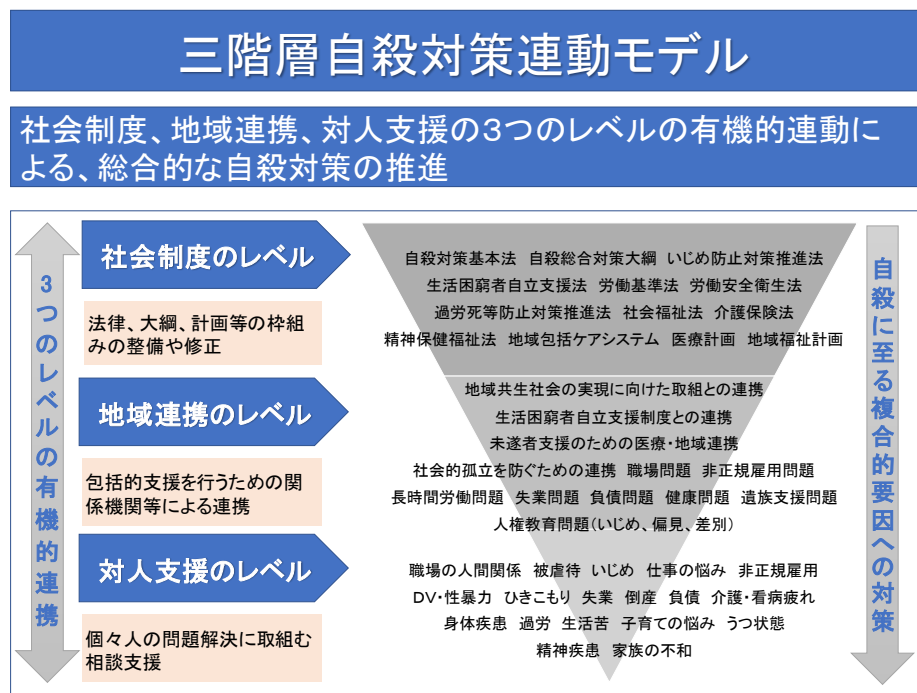 三階層自殺対策連動モデル
社会制度、地域連携、対人支援の3つのレベルの有機的連動に
よる、総合的な自殺対策の推進
3つのレベルの有機的連携
社会制度のレベル
法律、大綱、計画等の枠組
みの整備や修正
地域連携のレベル
包括的支援を行うための関
係機関等による連携
対人支援のレベル
個々人の問題解決に取組む
相談支援
自殺対策基本法 自殺総合対策大綱 いじめ防止対策推進法
生活困窮者自立支援法 労働基準法 労働安全衛生法
過労死等防止対策推進法 社会福祉法 介護保険法
精神保健福祉法 地域包括ケアシステム 医療計画 地域福祉計画
地域共生社会の実現に向けた取組との連携
生活困窮者自立支援制度との連携
未遂者支援のための医療・地域連携
社会的孤立を防ぐための連携 職場問題 非正規雇用問題
長時間労働問題 失業問題 負債問題 健康問題 遺族支援問題
人権教育問題(いじめ、偏見、差別)
職場の人間関係 被虐待 いじめ 仕事の悩み 非正規雇用
DV・性暴力 ひきこもり 失業 倒産 負債 介護・看病疲れ
身体疾患 過労 生活苦 子育ての悩み うつ状態
精神疾患 家族の不和
自殺に至る複合的要因への対策